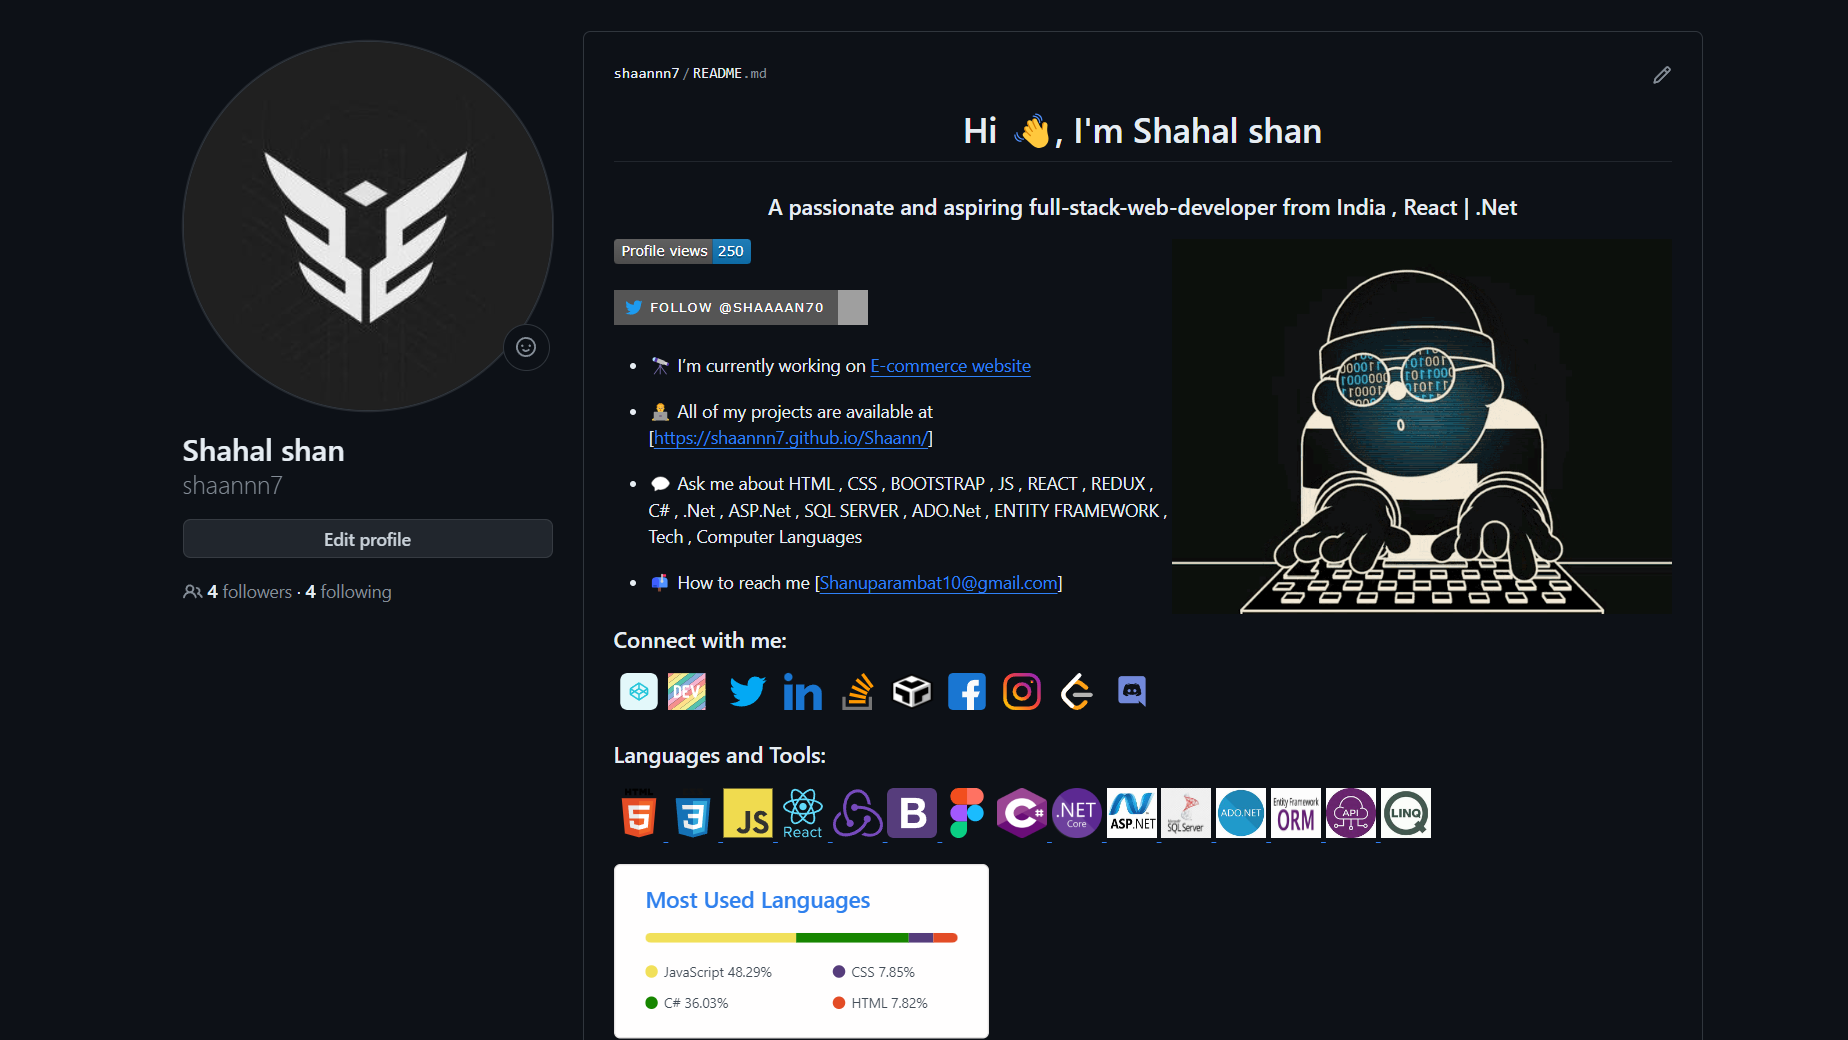 Shahal shan
shaannn7
Edit profile
4 followers · 4 following
shaannn7/README.md
Hi 👋, I'm Shahal shan
A passionate and aspiring full-stack-web-developer from India , React | .Net
Profile views 250
FOLLOW @SHAAAAN70
• 🔭 I’m currently working on E-commerce website
• 👨‍💻 All of my projects are available at
[https://shaannn7.github.io/Shaann/]
• 💬 Ask me about HTML , CSS , BOOTSTRAP , JS , REACT , REDUX ,
C# , .Net , ASP.Net , SQL SERVER , ADO.Net , ENTITY FRAMEWORK ,
Tech , Computer Languages
• 📫 How to reach me [Shanuparambat10@gmail.com]
Connect with me:
DEV in f
Languages and Tools:
HTML 5 3 JS React B C# .NET Core ASP.NET SQL Server ADO.NET Entity Framework ORM API LINQ
Most Used Languages
JavaScript 48.29%
CSS 7.85%
C# 36.03%
HTML 7.82%